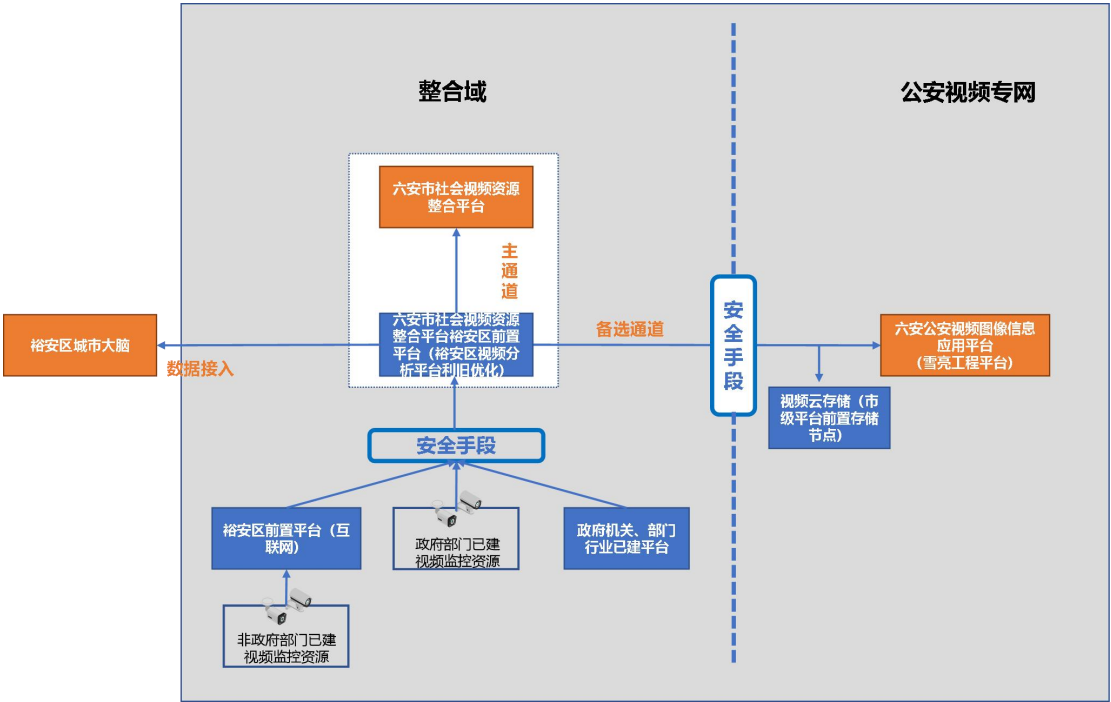 整合域
公安视频专网
六安市社会视频资源
整合平台
主
通
道
六安市社会视频资源
整合平台裕安区前置
平台（裕安区视频分
析平台利旧优化）
备选通道
安
全
手
段
六安公安视频图像信息
应用平台
（雪亮工程平台）
裕安区城市大脑
数据接入
视频云存储（市
级平台前置存储
节点）
安全手段
裕安区前置平台（互
联网）
政府部门已建
视频监控资源
政府机关、部门
行业已建平台
非政府部门已建
视频监控资源